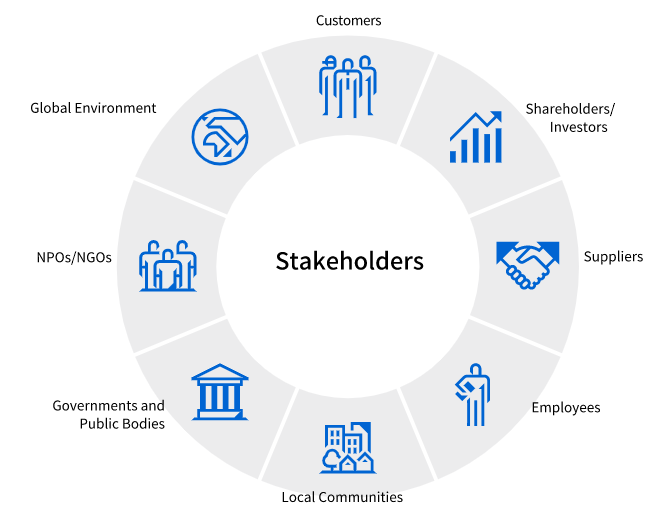 Customers
Global Environment
Shareholders/
Investors
NPOs/NGOs
Stakeholders
Suppliers
Governments and
Public Bodies
Employees
Local Communities